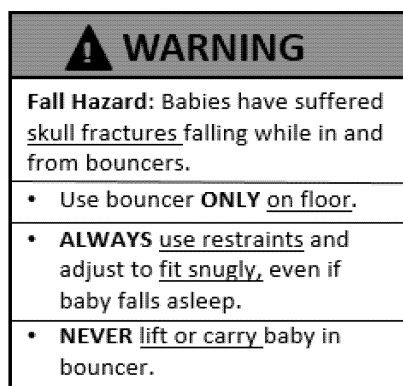 WARNING
Fall Hazard: Babies have suffered
skull fractures falling while in and
from bouncers.
• Use bouncer ONLY on floor.
• ALWAYS use restraints and
adjust to fit snugly, even if
baby falls asleep.
• NEVER lift or carry baby in
bouncer.